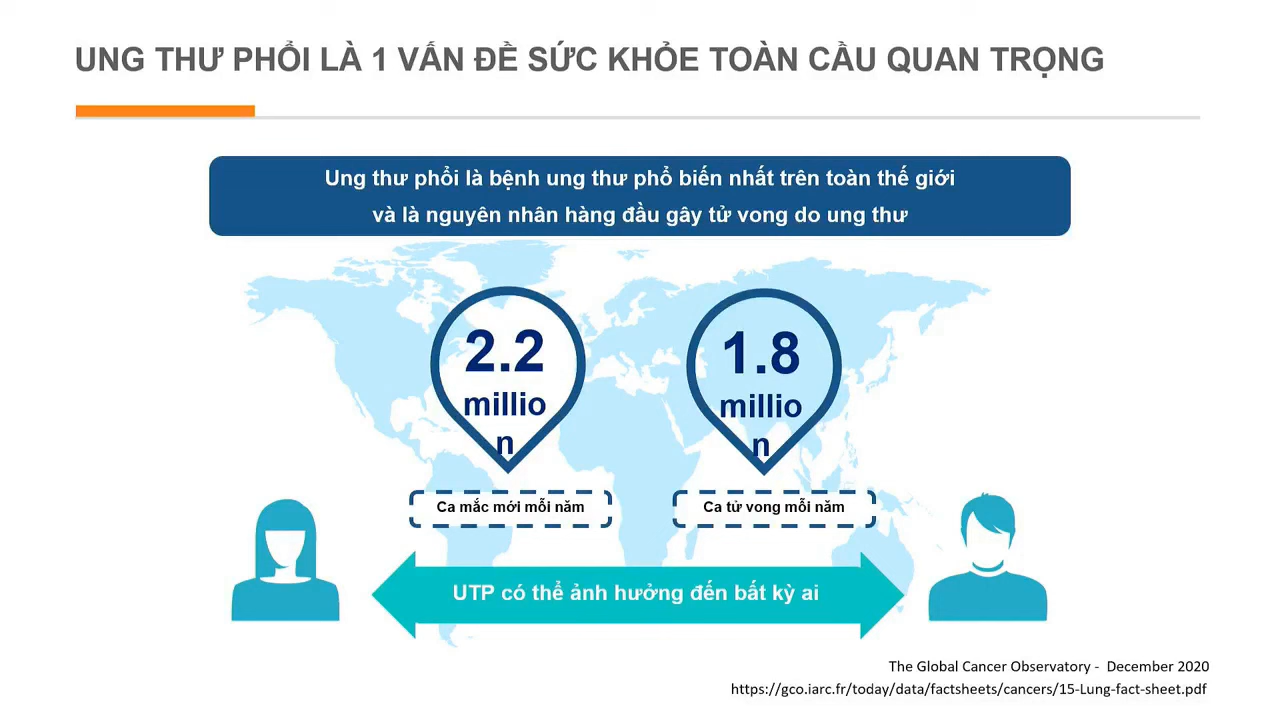 UNG THƯ PHỔI LÀ 1 VẤN ĐỀ SỨC KHỎE TOÀN CẦU QUAN TRỌNG
Ung thư phổi là bệnh ung thư phổ biến nhất trên toàn thế giới
và là nguyên nhân hàng đầu gây tử vong do ung thư
2.2
millio
n
1.8
millio
n
Ca mắc mới mỗi năm
Ca tử vong mỗi năm
UTP có thể ảnh hưởng đến bất kỳ ai
The Global Cancer Observatory - December 2020
https://gco.iarc.fr/today/data/factsheets/cancers/15-Lung-fact-sheet.pdf